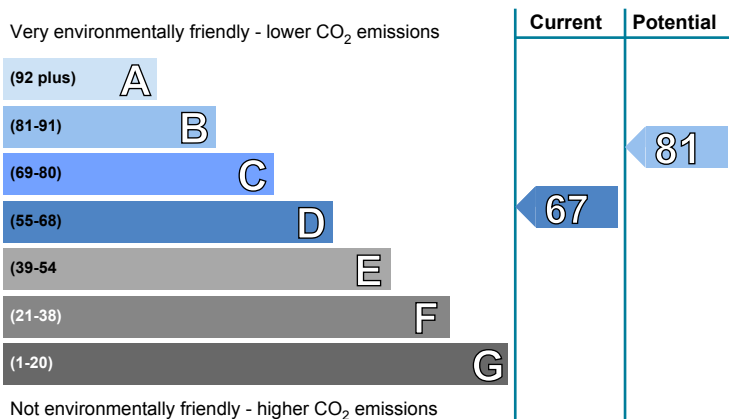 Current Potential
Very environmentally friendly - lower CO2 emissions
(92 plus) A
(81-91) B
81
(69-80) C
(55-68) D
67
(39-54 E
(21-38) F
(1-20) G
Not environmentally friendly - higher CO2 emissions